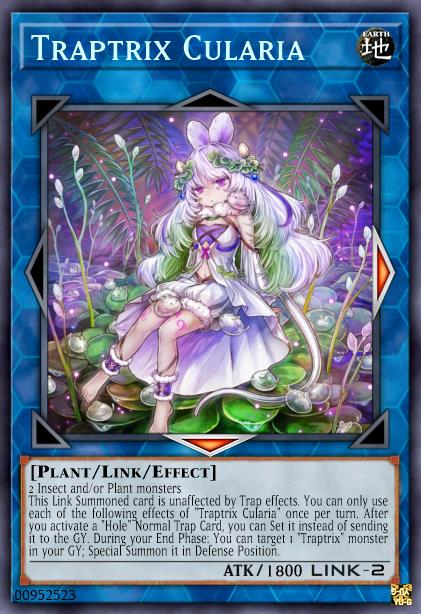 Traptrix Cularia
EARTH
地
[Plant/Link/Effect]
2 Insect and/or Plant monsters
This Link Summoned card is unaffected by Trap effects. You can only use
each of the following effects of "Traptrix Cularia" once per turn. After
you activate a "Hole" Normal Trap Card, you can Set it instead of sending
it to the GY. During your End Phase: You can target 1 "Traptrix" monster
in your GY; Special Summon it in Defense Position.
ATK/1800 LINK-2
00952523